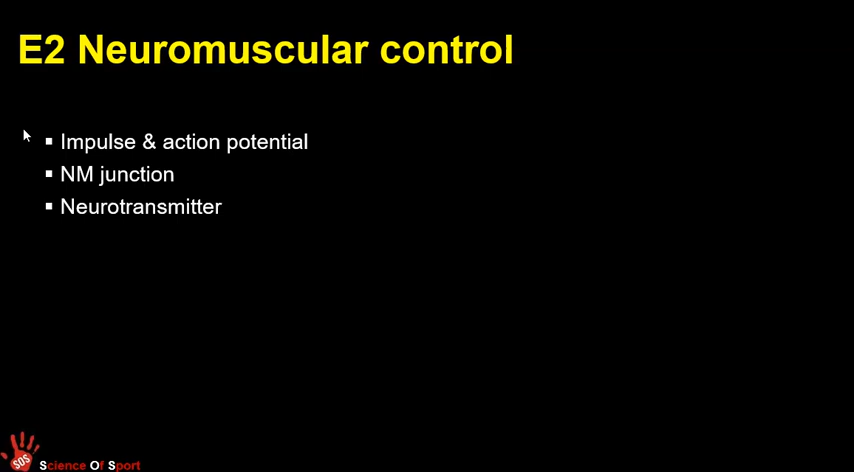 E2 Neuromuscular control
Impulse & action potential
NM junction
Neurotransmitter
SOS
Science Of Sport